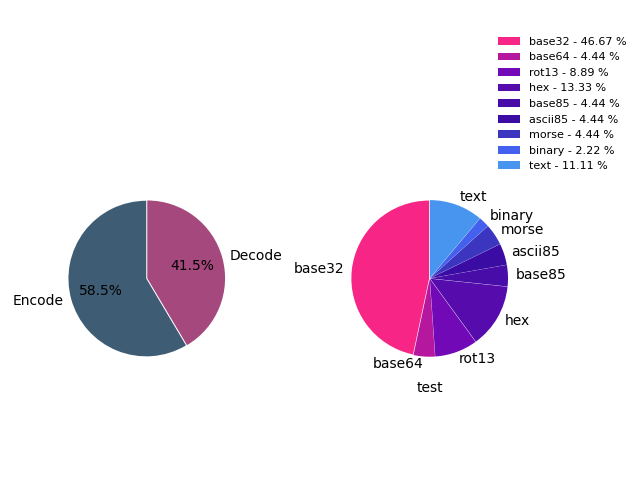 base32 - 46.67 %
base64 - 4.44 %
rot13 - 8.89 %
hex - 13.33 %
base85 - 4.44 %
ascii85 - 4.44 %
morse - 4.44 %
binary - 2.22 %
text - 11.11 %
Encode
58.5%
Decode
41.5%
text
binary
morse
ascii85
base85
hex
rot13
base64
base32
test